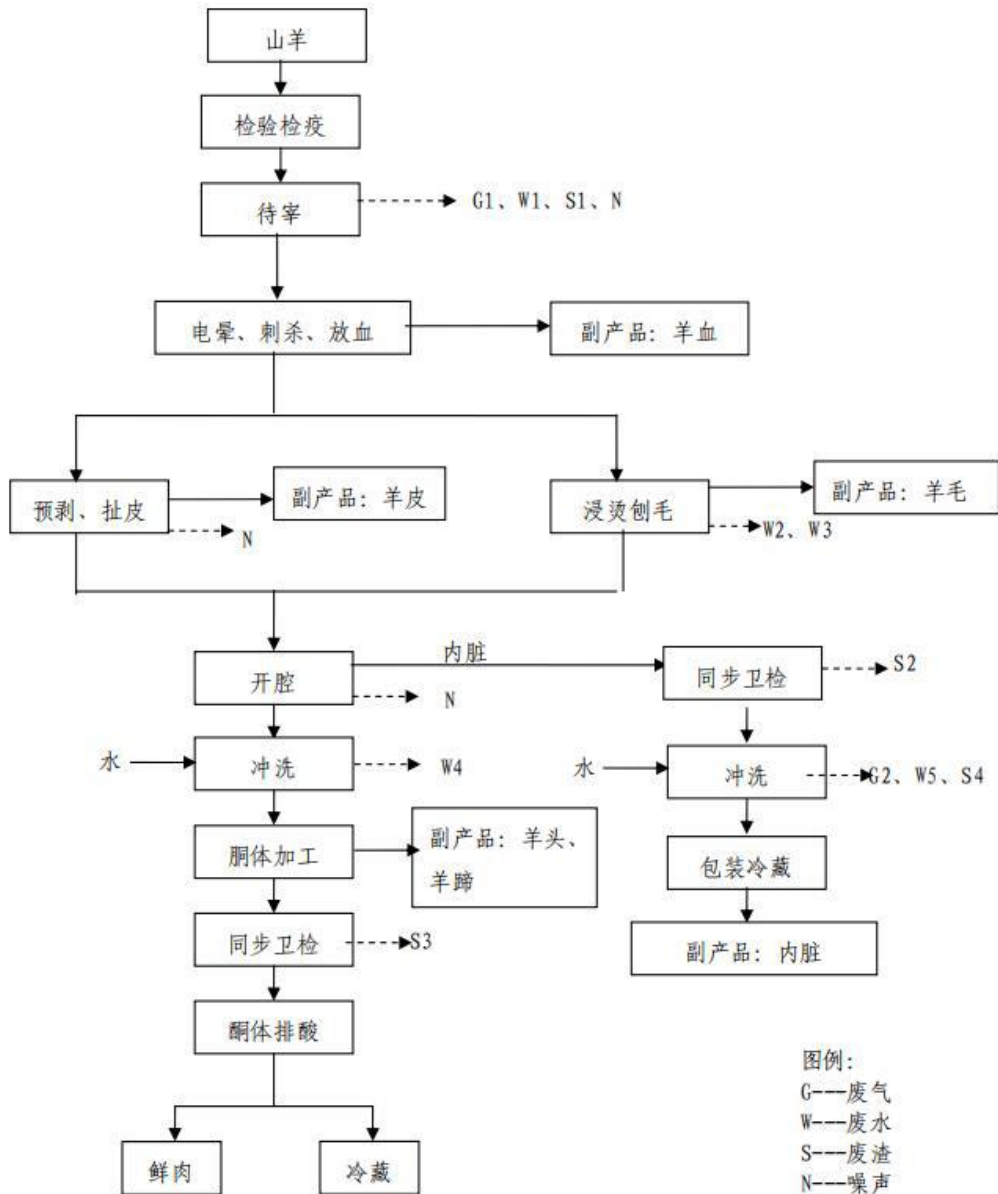 山羊
检验检疫
待宰
G1、W1、S1、N
电晕、刺杀、放血
副产品：羊血
预剥、扯皮
副产品：羊皮
N
浸烫刨毛
副产品：羊毛
W2、W3
开腔
内脏
N
同步卫检
S2
水
冲洗
W4
水
冲洗
G2、W5、S4
胴体加工
副产品：羊头、
羊蹄
包装冷藏
同步卫检
S3
副产品：内脏
酮体排酸
鲜肉
冷藏
图例：
G---废气
W---废水
S---废渣
N---噪声